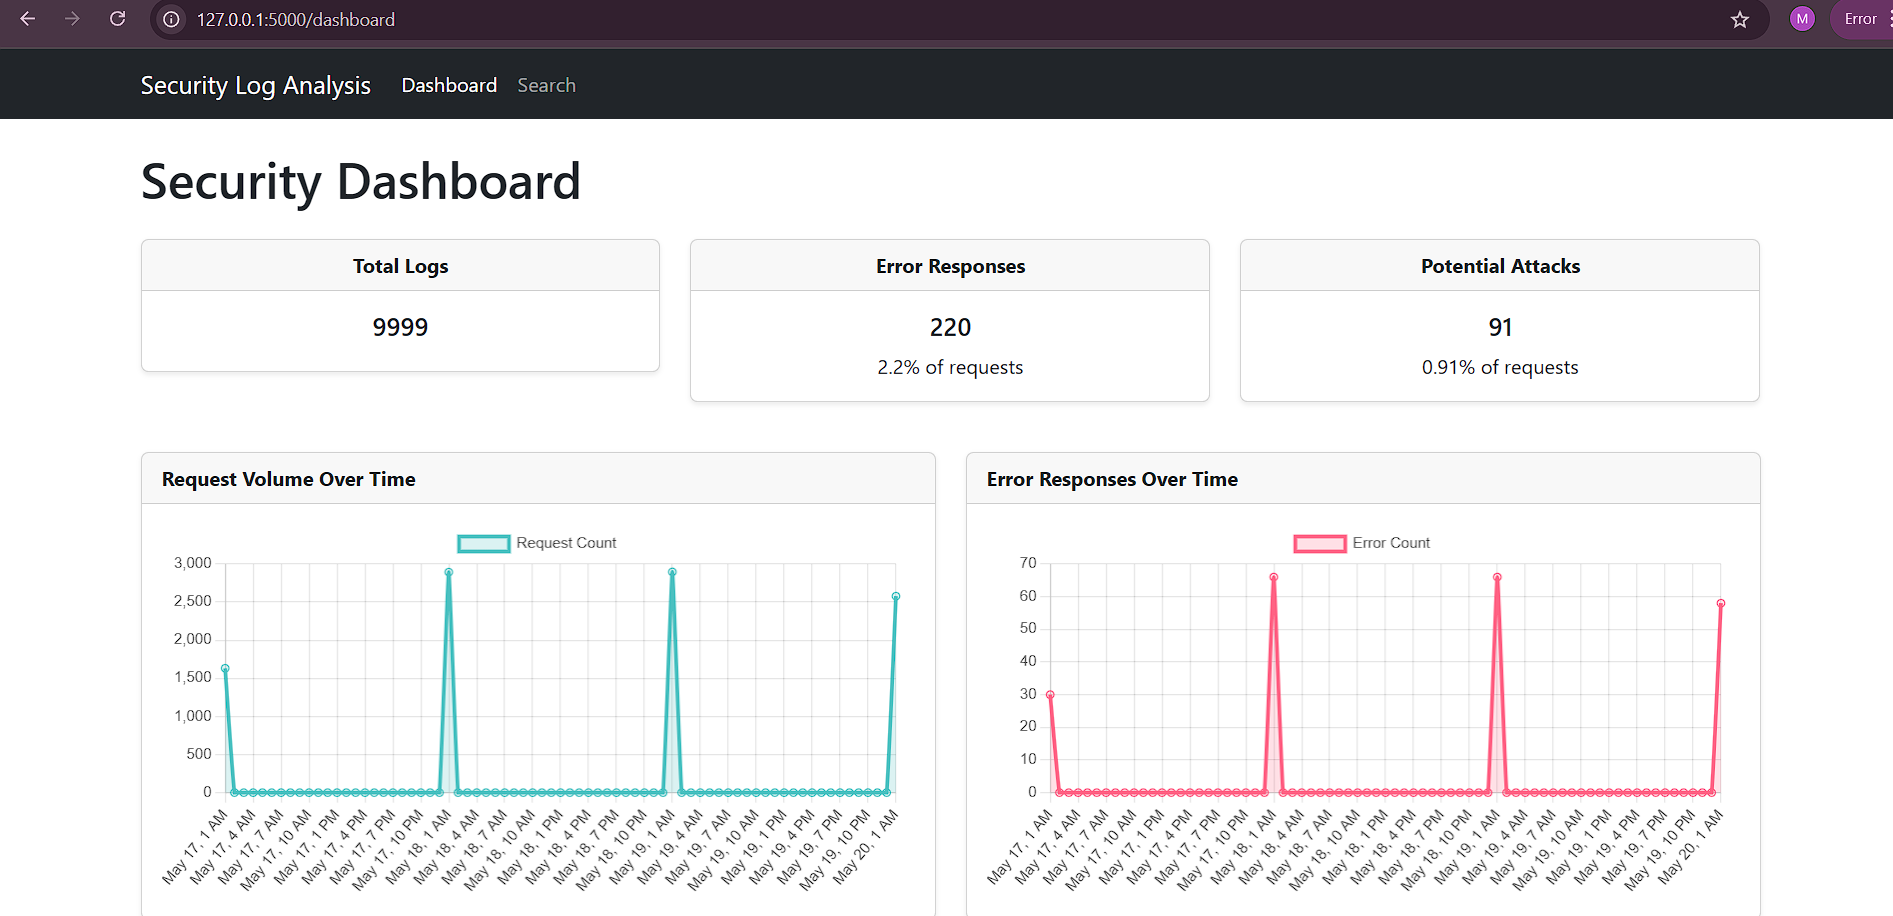 127.0.0.1:5000/dashboard
M
Error
Security Log Analysis
Dashboard
Search
Security Dashboard
Total Logs
9999
Error Responses
220
2.2% of requests
Potential Attacks
91
0.91% of requests
Request Volume Over Time
Request Count
3,000
2,500
2,000
1,500
1,000
500
0
May 17, 1 AM
May 17, 4 AM
May 17, 7 AM
May 17, 10 AM
May 17, 1 PM
May 17, 4 PM
May 17, 7 PM
May 17, 10 PM
May 18, 1 AM
May 18, 4 AM
May 18, 7 AM
May 18, 10 AM
May 18, 1 PM
May 18, 4 PM
May 18, 7 PM
May 18, 10 PM
May 19, 1 AM
May 19, 4 AM
May 19, 7 AM
May 19, 10 AM
May 19, 1 PM
May 19, 4 PM
May 19, 7 PM
May 19, 10 PM
May 20, 1 AM
Error Responses Over Time
Error Count
70
60
50
40
30
20
10
0
May 17, 1 AM
May 17, 4 AM
May 17, 7 AM
May 17, 10 AM
May 17, 1 PM
May 17, 4 PM
May 17, 7 PM
May 17, 10 PM
May 18, 1 AM
May 18, 4 AM
May 18, 7 AM
May 18, 10 AM
May 18, 1 PM
May 18, 4 PM
May 18, 7 PM
May 18, 10 PM
May 19, 1 AM
May 19, 4 AM
May 19, 7 AM
May 19, 10 AM
May 19, 1 PM
May 19, 4 PM
May 19, 7 PM
May 19, 10 PM
May 20, 1 AM